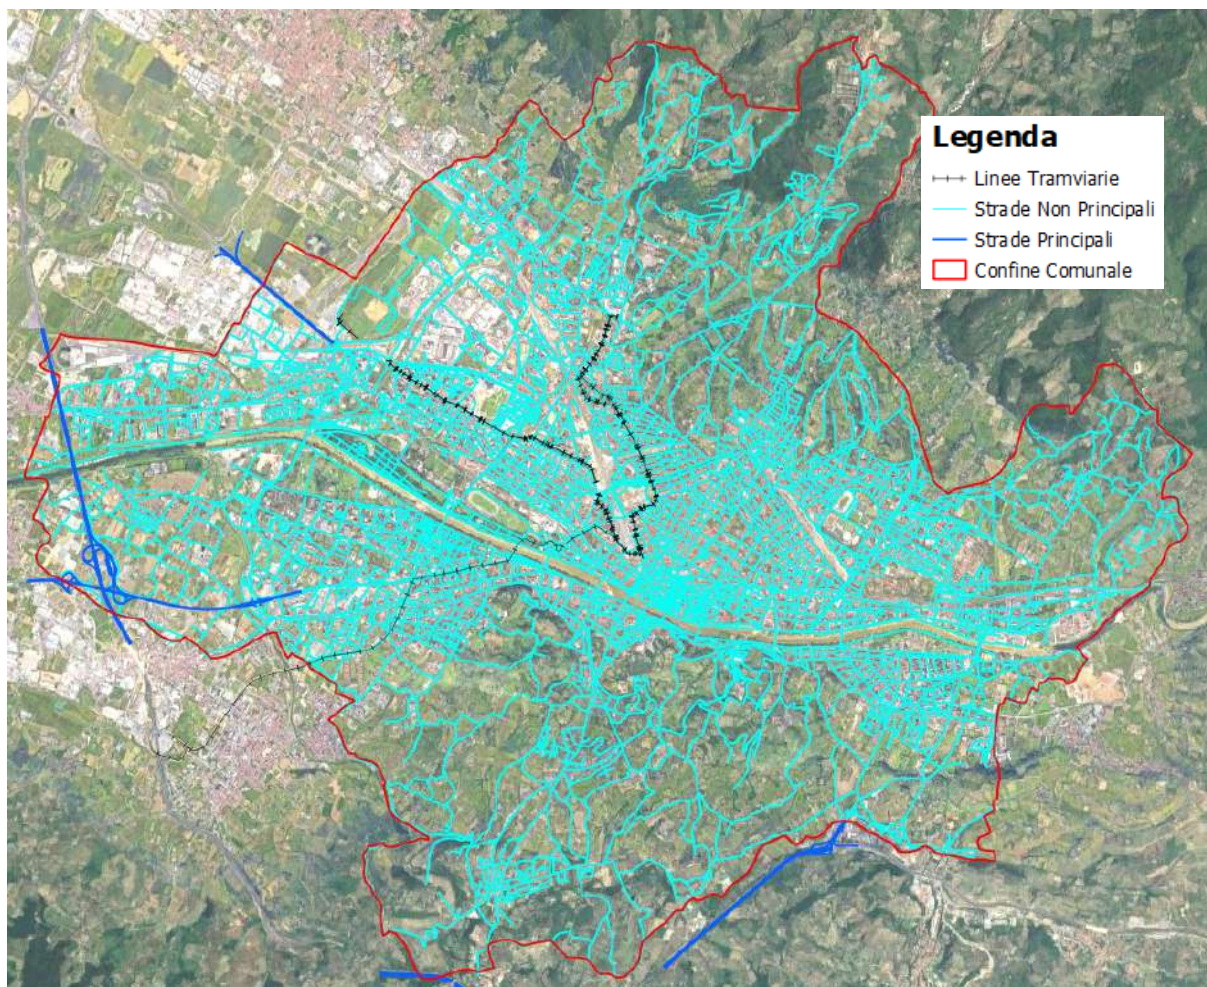 Legenda
Linee Tramviarie
Strade Non Principali
Strade Principali
Confine Comunale